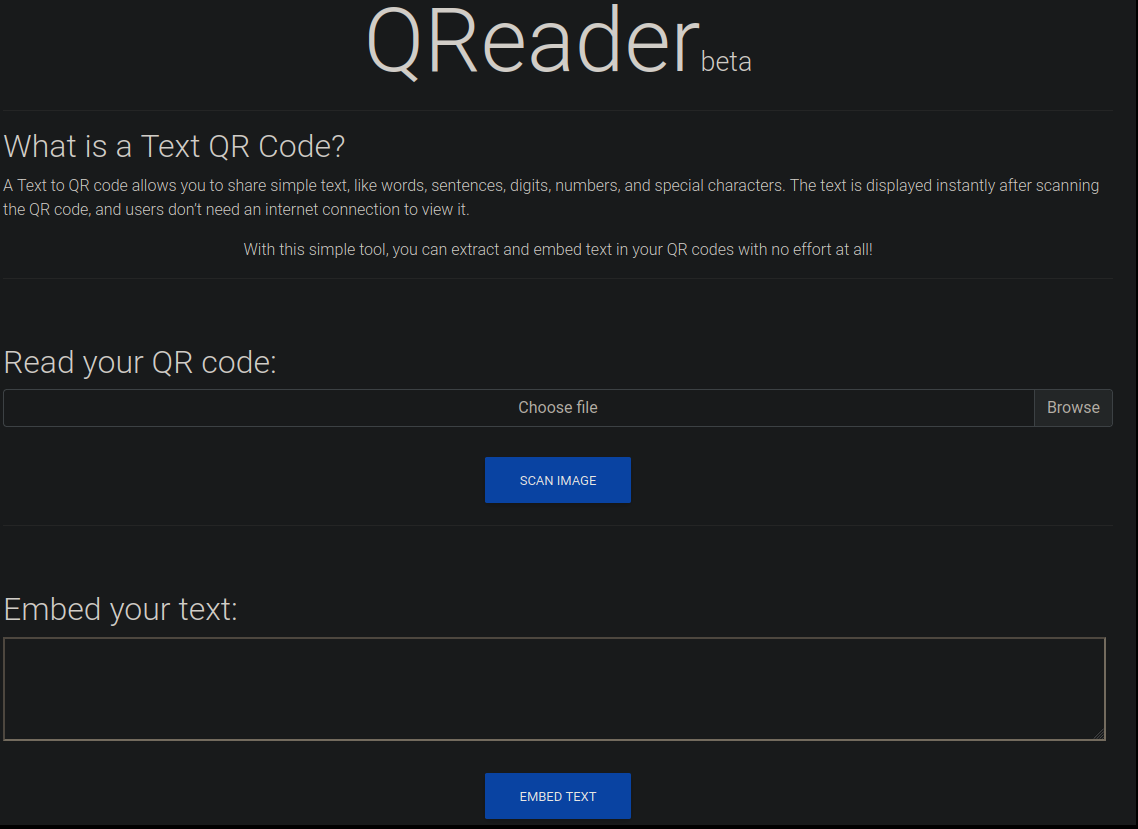 QReader beta
What is a Text QR Code?
A Text to QR code allows you to share simple text, like words, sentences, digits, numbers, and special characters. The text is displayed instantly after scanning
the QR code, and users don’t need an internet connection to view it.
With this simple tool, you can extract and embed text in your QR codes with no effort at all!
Read your QR code:
Choose file Browse
SCAN IMAGE
Embed your text:
EMBED TEXT